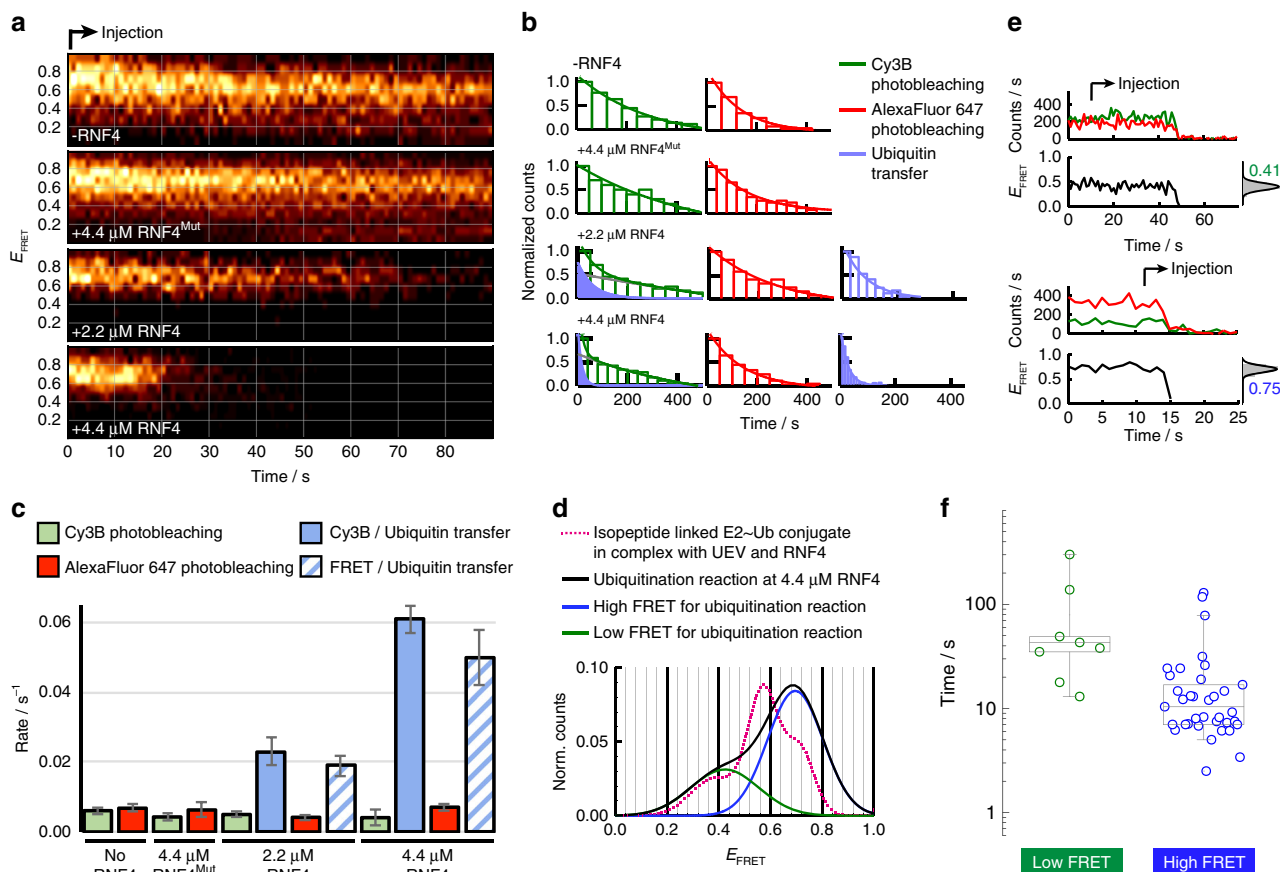 a
Injection
0.8
0.6
0.4
0.2
-RNF4
0.8
0.6
0.4
0.2
+4.4 µM RNF4^Mut
0.8
0.6
0.4
0.2
+2.2 µM RNF4
0.8
0.6
0.4
0.2
+4.4 µM RNF4
E_FRET
0 10 20 30 40 50 60 70 80
Time / s
b
-RNF4
1.0
0.5
0.0
+4.4 µM RNF4^Mut
1.0
0.5
0.0
+2.2 µM RNF4
1.0
0.5
0.0
+4.4 µM RNF4
1.0
0.5
0.0
Normalized counts
0 200 400
0 200 400
0 200 400
Time / s
Cy3B
photobleaching
AlexaFluor 647
photobleaching
Ubiquitin
transfer
e
Injection
Counts / s
400
200
0
E_FRET
1.0
0.5
0.0
0.41
0 20 40 60
Time / s
Injection
Counts / s
400
200
0
E_FRET
1.0
0.5
0.0
0.75
0 5 10 15 20 25
Time / s
c
Cy3B photobleaching
Cy3B / Ubiquitin transfer
AlexaFluor 647 photobleaching
FRET / Ubiquitin transfer
Rate / s⁻¹
0.06
0.04
0.02
0.00
No
RNF4
4.4 µM
RNF4^Mut
2.2 µM
RNF4
4.4 µM
RNF4
d
Isopeptide linked E2~Ub conjugate
in complex with UEV and RNF4
Ubiquitination reaction at 4.4 µM RNF4
High FRET for ubiquitination reaction
Low FRET for ubiquitination reaction
Norm. counts
0.10
0.05
0.00
0.0 0.2 0.4 0.6 0.8 1.0
E_FRET
f
Time / s
100
10
1
Low FRET
High FRET